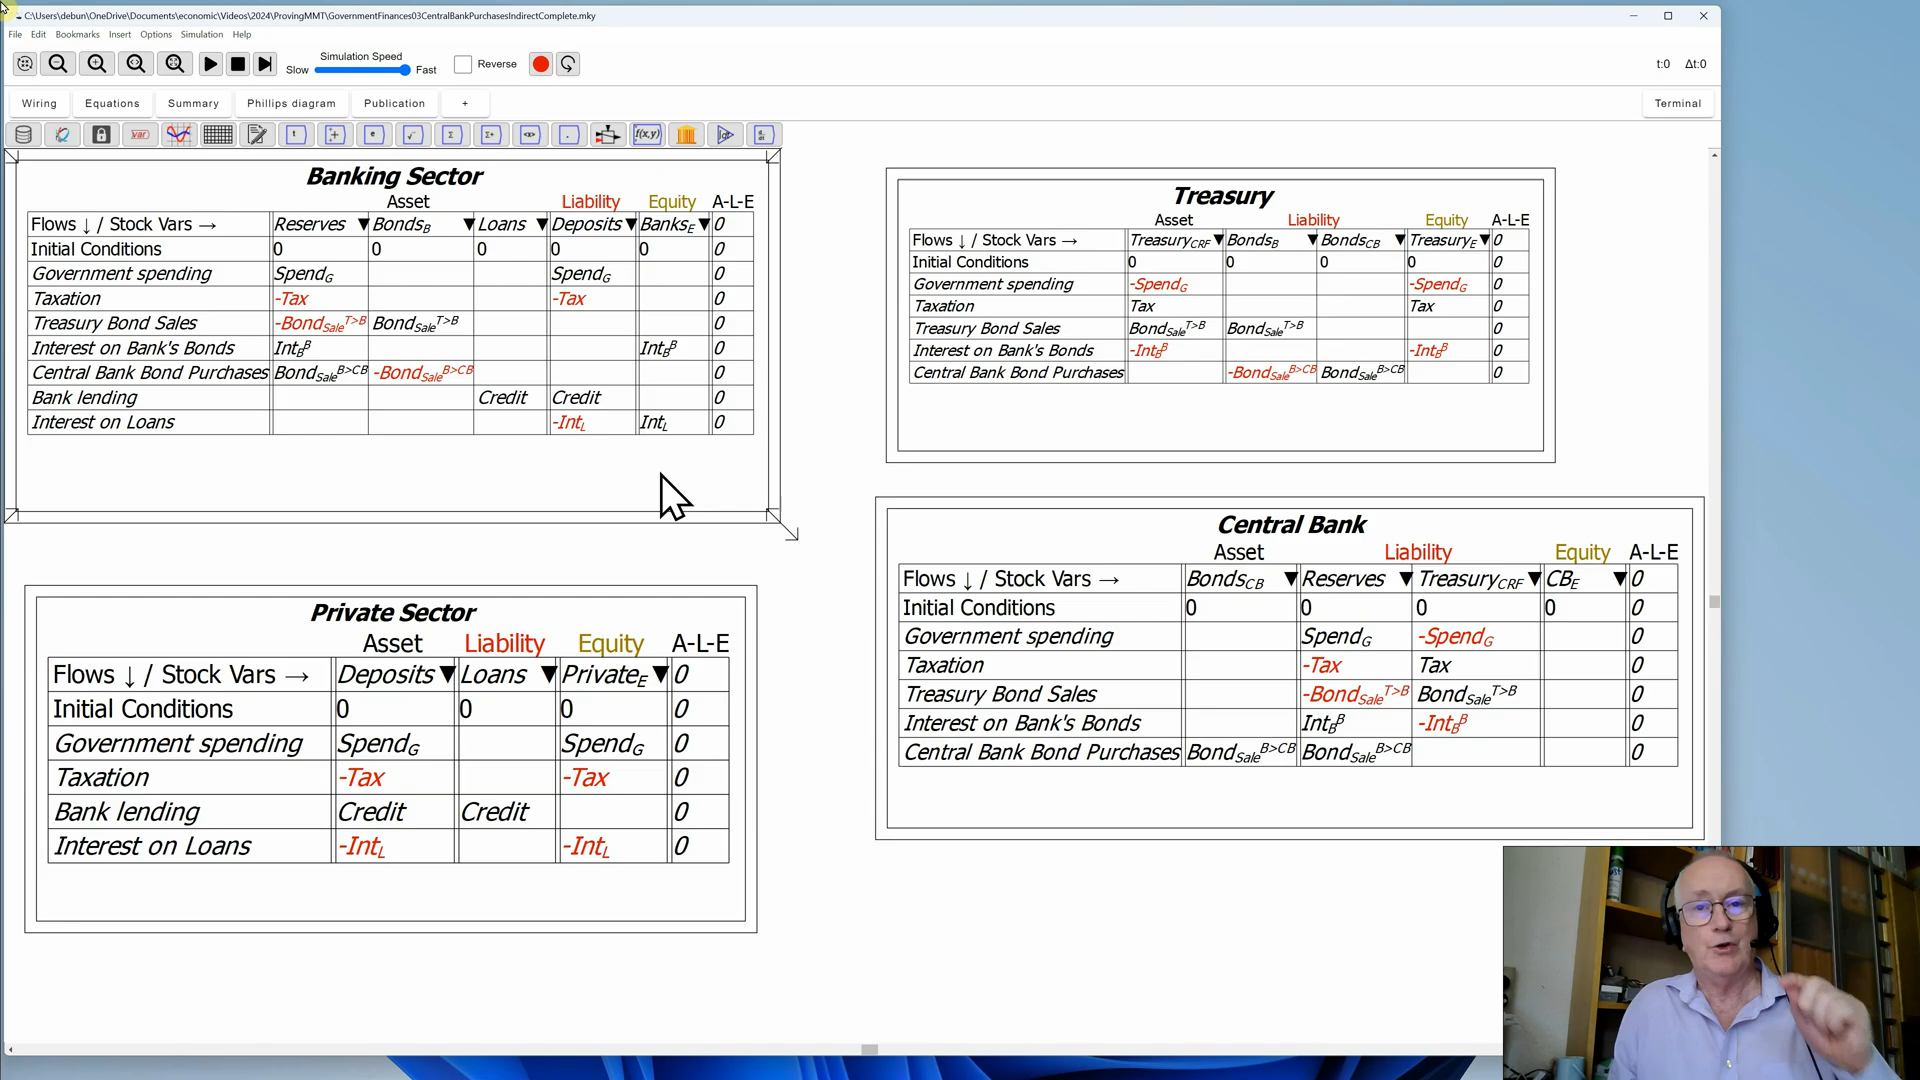 C:\Users\debun\OneDrive\Documents\economic\Videos\2024\ProvingMMT\GovernmentFinances03CentralBankPurchasesIndirectComplete.mky
File Edit Bookmarks Insert Options Simulation Help
Simulation Speed
Slow Fast Reverse t:0 Δt:0
Wiring Equations Summary Phillips diagram Publication + Terminal
Banking Sector
Asset Liability Equity A-L-E
Flows ↓ / Stock Vars → Reserves ▼ Bonds_B ▼ Loans ▼ Deposits ▼ Banks_E ▼ 0
Initial Conditions 0 0 0 0 0 0
Government spending Spend_G Spend_G 0
Taxation -Tax -Tax 0
Treasury Bond Sales -Bond_Sale^T>B Bond_Sale^T>B 0
Interest on Bank's Bonds Int_B^B Int_B^B 0
Central Bank Bond Purchases Bond_Sale^B>CB -Bond_Sale^B>CB 0
Bank lending Credit Credit 0
Interest on Loans -Int_L Int_L 0
Treasury
Asset Liability Equity A-L-E
Flows ↓ / Stock Vars → Treasury_CRF ▼ Bonds_B ▼ Bonds_CB ▼ Treasury_E ▼ 0
Initial Conditions 0 0 0 0 0
Government spending -Spend_G -Spend_G 0
Taxation Tax Tax 0
Treasury Bond Sales Bond_Sale^T>B Bond_Sale^T>B 0
Interest on Bank's Bonds -Int_B^B -Int_B^B 0
Central Bank Bond Purchases -Bond_Sale^B>CB Bond_Sale^B>CB 0
Private Sector
Asset Liability Equity A-L-E
Flows ↓ / Stock Vars → Deposits ▼ Loans ▼ Private_E ▼ 0
Initial Conditions 0 0 0 0
Government spending Spend_G Spend_G 0
Taxation -Tax -Tax 0
Bank lending Credit Credit 0
Interest on Loans -Int_L -Int_L 0
Central Bank
Asset Liability Equity A-L-E
Flows ↓ / Stock Vars → Bonds_CB ▼ Reserves ▼ Treasury_CRF ▼ CB_E ▼ 0
Initial Conditions 0 0 0 0 0
Government spending Spend_G -Spend_G 0
Taxation -Tax Tax 0
Treasury Bond Sales -Bond_Sale^T>B Bond_Sale^T>B 0
Interest on Bank's Bonds Int_B^B -Int_B^B 0
Central Bank Bond Purchases Bond_Sale^B>CB Bond_Sale^B>CB 0